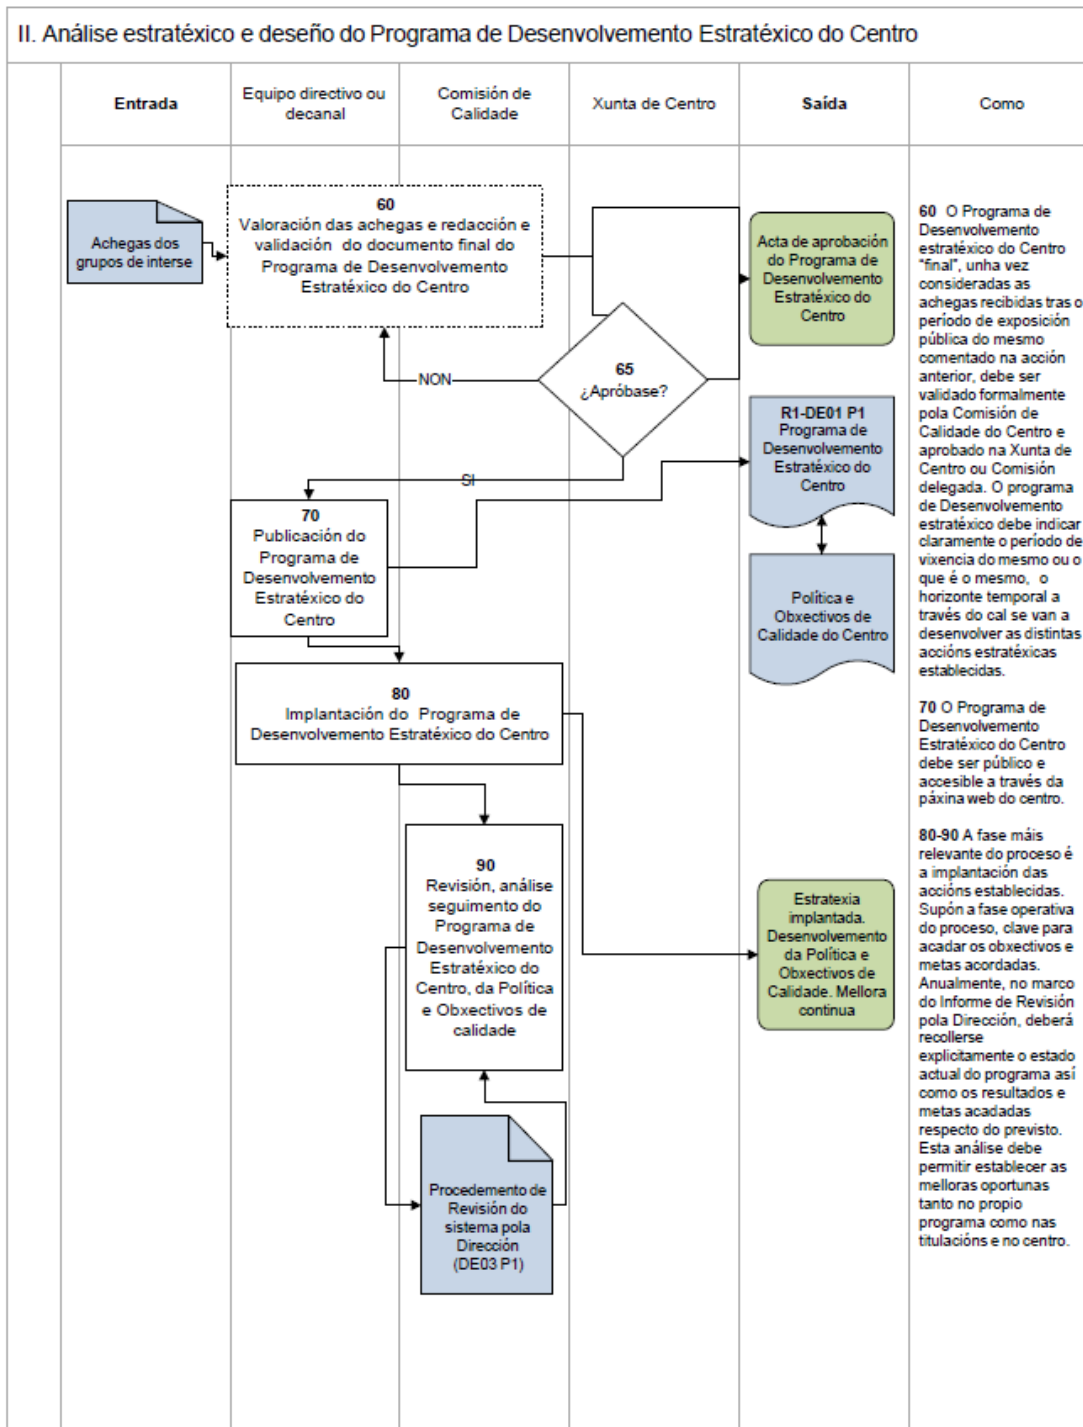 II. Análise estratéxico e deseño do Programa de Desenvolvemento Estratéxico do Centro
Entrada
Equipo directivo ou
decanal
Comisión de
Calidade
Xunta de Centro
Saída
Como
Achegas dos
grupos de interse
60
Valoración das achegas e redacción e
validación do documento final do
Programa de Desenvolvemento
Estratéxico do Centro
Acta de aprobación
do Programa de
Desenvolvemento
Estratéxico do
Centro
65
¿Apróbase?
NON
SI
R1-DE01 P1
Programa de
Desenvolvemento
Estratéxico do
Centro
70
Publicación do
Programa de
Desenvolvemento
Estratéxico do
Centro
Política e
Obxectivos de
Calidade do Centro
80
Implantación do Programa de
Desenvolvemento Estratéxico do Centro
90
Revisión, análise
seguimento do
Programa de
Desenvolvemento
Estratéxico do
Centro, da Política
e Obxectivos de
calidade
Estratexia
implantada.
Desenvolvemento
da Política e
Obxectivos de
Calidade. Mellora
continua
Procedemento de
Revisión do
sistema pola
Dirección
(DE03 P1)
60 O Programa de
Desenvolvemento
estratéxico do Centro
"final", unha vez
consideradas as
achegas recibidas tras o
período de exposición
pública do mesmo
comentado na acción
anterior, debe ser
validado formalmente
pola Comisión de
Calidade do Centro e
aprobado na Xunta de
Centro ou Comisión
delegada. O programa
de Desenvolvemento
estratéxico debe indicar
claramente o período de
vixencia do mesmo ou o
que é o mesmo, o
horizonte temporal a
través do cal se van a
desenvolver as distintas
accións estratéxicas
establecidas.
70 O Programa de
Desenvolvemento
Estratéxico do Centro
debe ser público e
accesible a través da
páxina web do centro.
80-90 A fase máis
relevante do proceso é
a implantación das
accións establecidas.
Supón a fase operativa
do proceso, clave para
acadar os obxectivos e
metas acordadas.
Anualmente, no marco
do Informe de Revisión
pola Dirección, deberá
recollerse
explicitamente o estado
actual do programa así
como os resultados e
metas acadadas
respecto do previsto.
Esta análise debe
permitir establecer as
melloras oportunas
tanto no propio
programa como nas
titulacións e no centro.